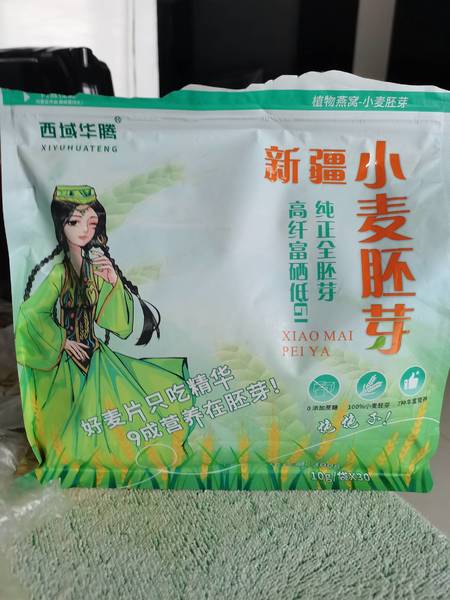 植物燕窝-小麦胚芽
西域华腾®
XIYUHUATENG
新疆小麦胚芽
纯正全胚芽
高纤富硒低GI
XIAO MAI
PEI YA
好麦片只吃精华
9成营养在胚芽!
0添加蔗糖
100%小麦胚芽
10g/袋X30